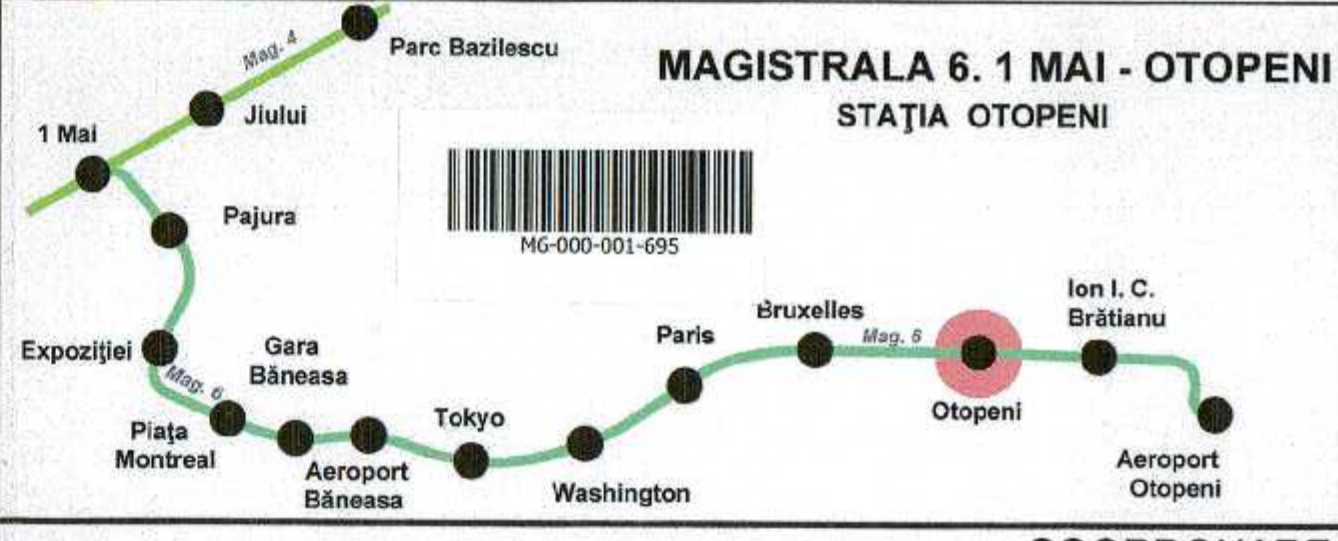 MAGISTRALA 6. 1 MAI - OTOPENI
STAŢIA OTOPENI
Mag. 4
Parc Bazilescu
Jiului
1 Mai
Pajura
MG-000-001-695
Expoziţiei
Mag. 6
Piaţa
Montreal
Gara
Băneasa
Aeroport
Băneasa
Tokyo
Washington
Paris
Bruxelles
Mag. 6
Otopeni
Ion I. C.
Brătianu
Aeroport
Otopeni